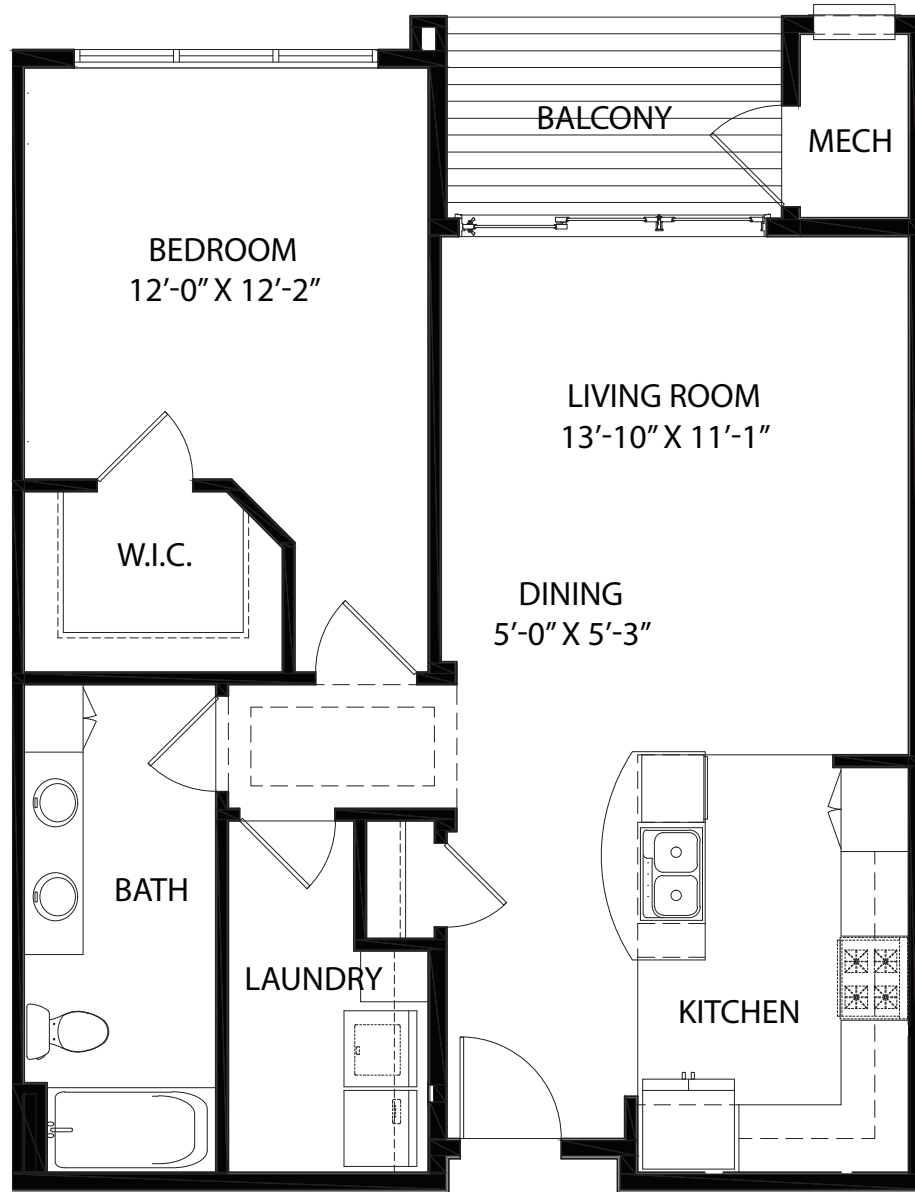 BALCONY
MECH
BEDROOM
12’-0” X 12’-2”
LIVING ROOM
13’-10” X 11’-1”
W.I.C.
DINING
5’-0” X 5’-3”
BATH
LAUNDRY
KITCHEN